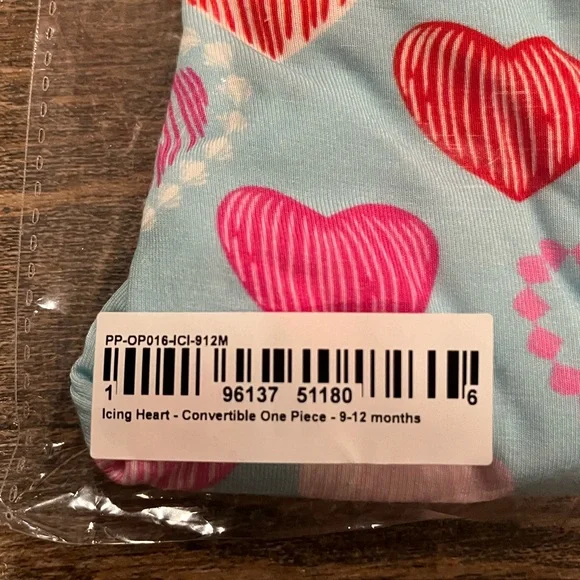 PP-OP016-ICI-912M
1 96137 51180 6
Icing Heart - Convertible One Piece - 9-12 months